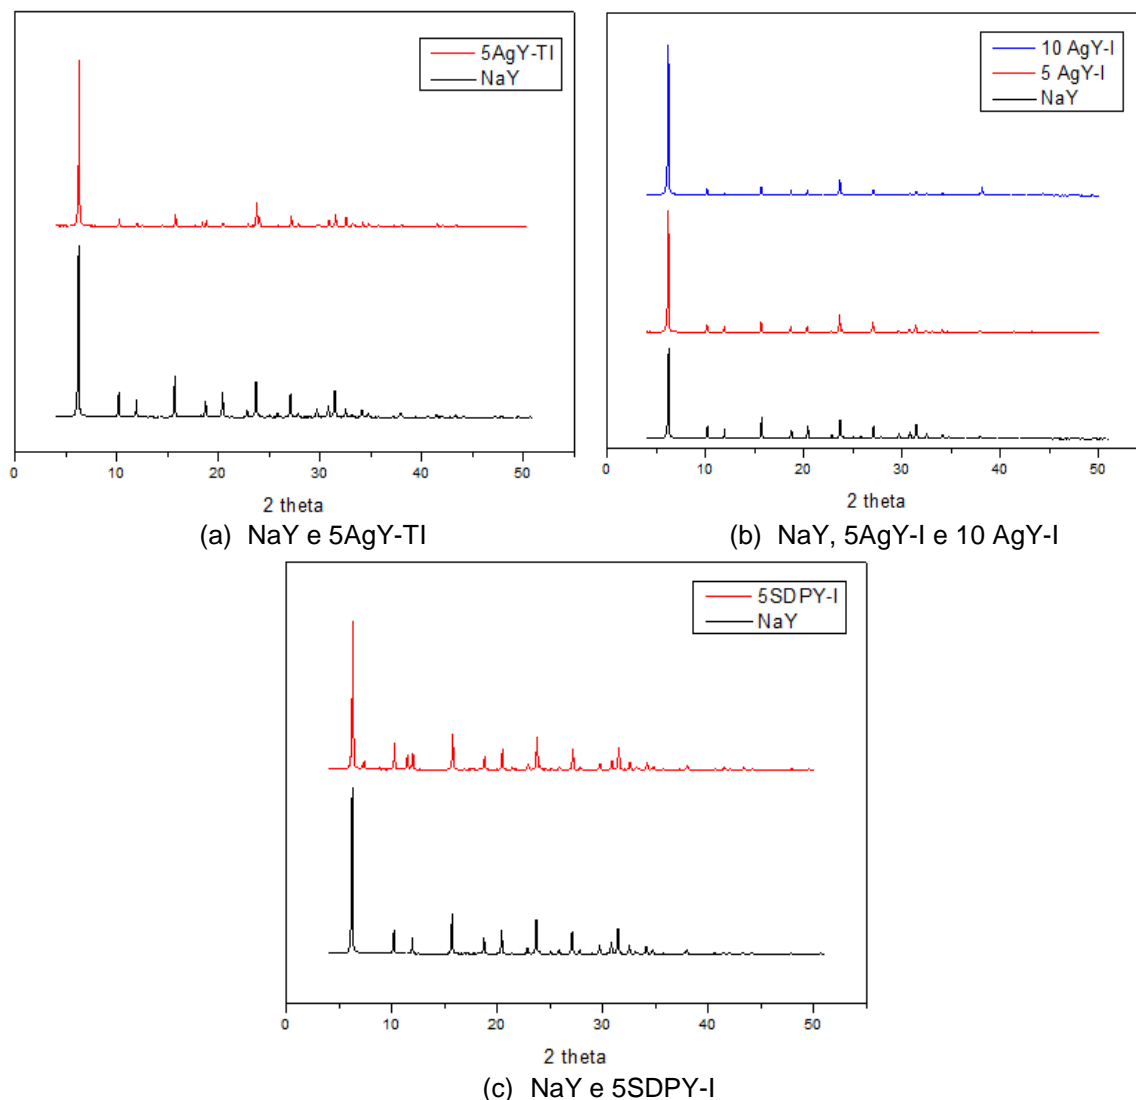 5AgY-TI
NaY
0 10 20 30 40 50
2 theta
(a) NaY e 5AgY-TI
10 AgY-I
5 AgY-I
NaY
0 10 20 30 40 50
2 theta
(b) NaY, 5AgY-I e 10 AgY-I
5SDPY-I
NaY
0 10 20 30 40 50
2 theta
(c) NaY e 5SDPY-I